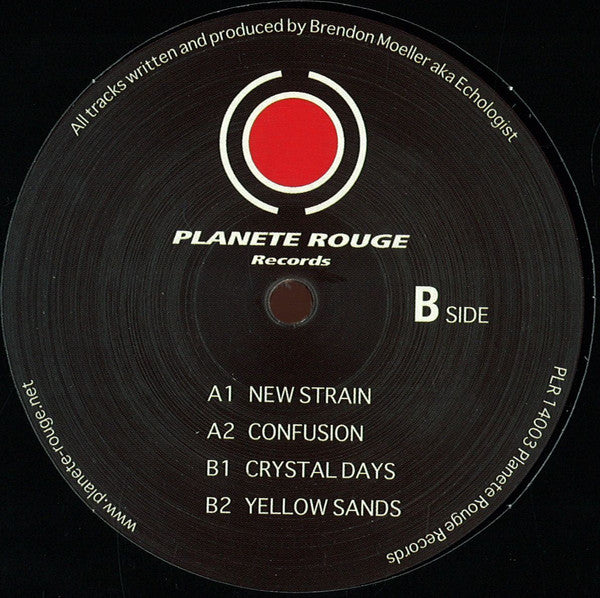 All tracks written and produced by Brendon Moeller aka Echologist
PLANETE ROUGE
Records
B SIDE
A1 NEW STRAIN
A2 CONFUSION
B1 CRYSTAL DAYS
B2 YELLOW SANDS
www.planete-rouge.net
PLR 14003 Planete Rouge Records